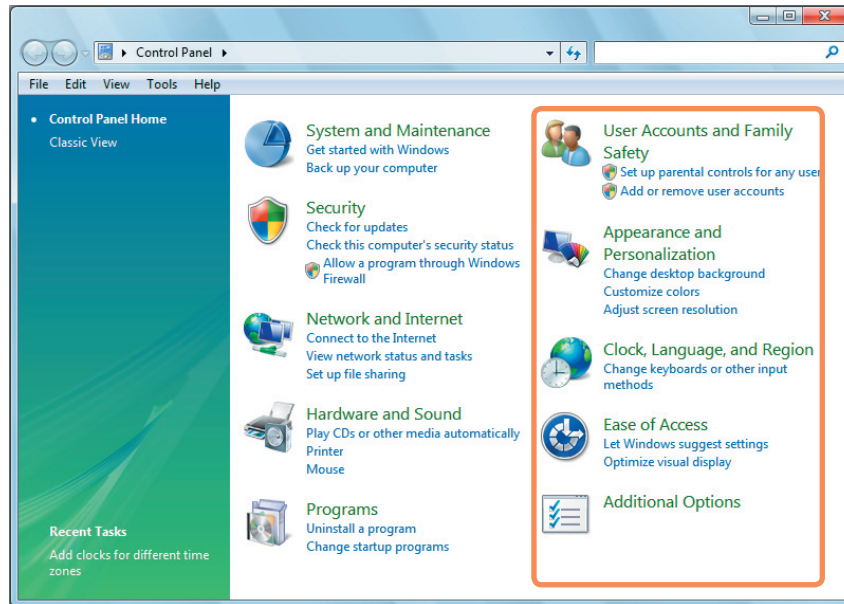 Control Panel
File Edit View Tools Help
Control Panel Home
Classic View
System and Maintenance
Get started with Windows
Back up your computer
Security
Check for updates
Check this computer's security status
Allow a program through Windows
Firewall
Network and Internet
Connect to the Internet
View network status and tasks
Set up file sharing
Hardware and Sound
Play CDs or other media automatically
Printer
Mouse
Programs
Uninstall a program
Change startup programs
User Accounts and Family
Safety
Set up parental controls for any user
Add or remove user accounts
Appearance and
Personalization
Change desktop background
Customize colors
Adjust screen resolution
Clock, Language, and Region
Change keyboards or other input
methods
Ease of Access
Let Windows suggest settings
Optimize visual display
Additional Options
Recent Tasks
Add clocks for different time
zones